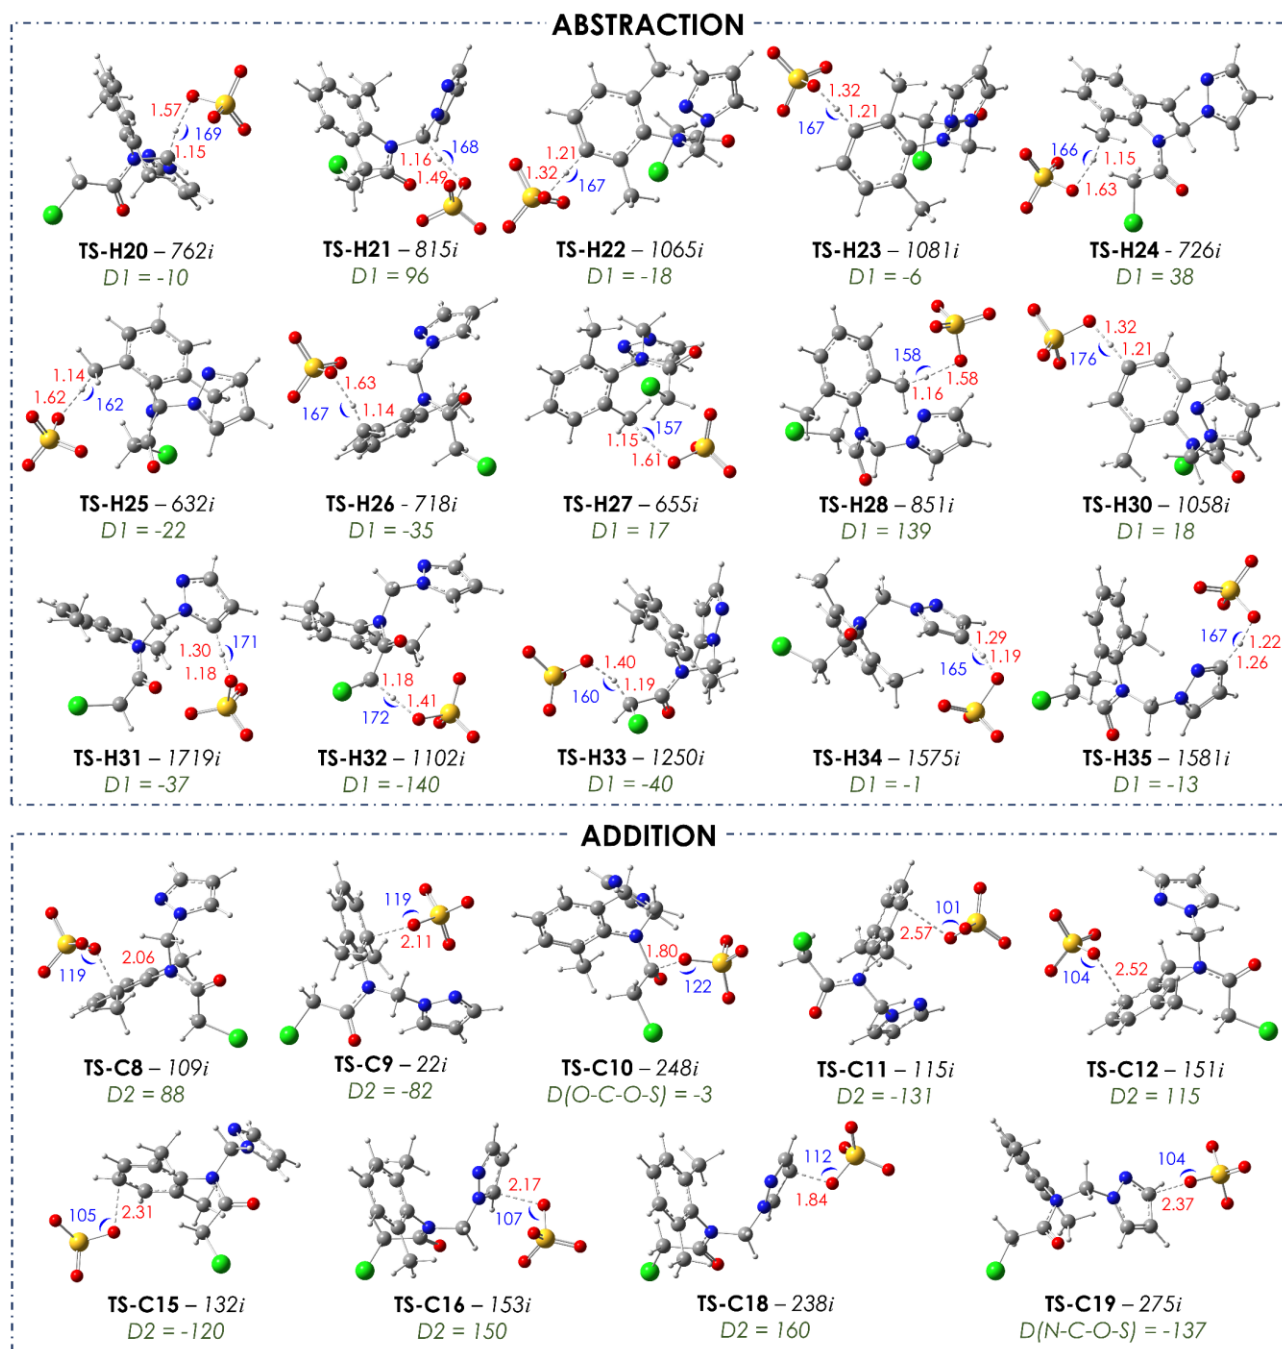 ABSTRACTION
1.57
169
1.15
1.16
168
1.49
1.21
1.32
167
1.32
1.21
167
166
1.15
1.63
TS-H20 – 762i
TS-H21 – 815i
TS-H22 – 1065i
TS-H23 – 1081i
TS-H24 - 726i
D1 = -10
D1 = 96
D1 = -18
D1 = -6
D1 = 38
1.14
1.62
162
1.63
167
1.14
157
1.15
1.61
158
1.58
1.16
1.32
176
1.21
TS-H25 – 632i
TS-H26 - 718i
TS-H27 – 655i
TS-H28 – 851i
TS-H30 – 1058i
D1 = -22
D1 = -35
D1 = 17
D1 = 139
D1 = 18
1.30
171
1.18
1.18
1.41
172
1.40
160
1.19
1.29
1.19
165
167
1.22
1.26
TS-H31 – 1719i
TS-H32 – 1102i
TS-H33 – 1250i
TS-H34 – 1575i
TS-H35 – 1581i
D1 = -37
D1 = -140
D1 = -40
D1 = -1
D1 = -13
ADDITION
2.06
119
119
2.11
1.80
122
101
2.57
104
2.52
TS-C8 – 109i
TS-C9 – 22i
TS-C10 – 248i
TS-C11 – 115i
TS-C12 – 151i
D2 = 88
D2 = -82
D(O-C-O-S) = -3
D2 = -131
D2 = 115
105
2.31
2.17
107
112
1.84
104
2.37
TS-C15 – 132i
TS-C16 – 153i
TS-C18 – 238i
TS-C19 – 275i
D2 = -120
D2 = 150
D2 = 160
D(N-C-O-S) = -137